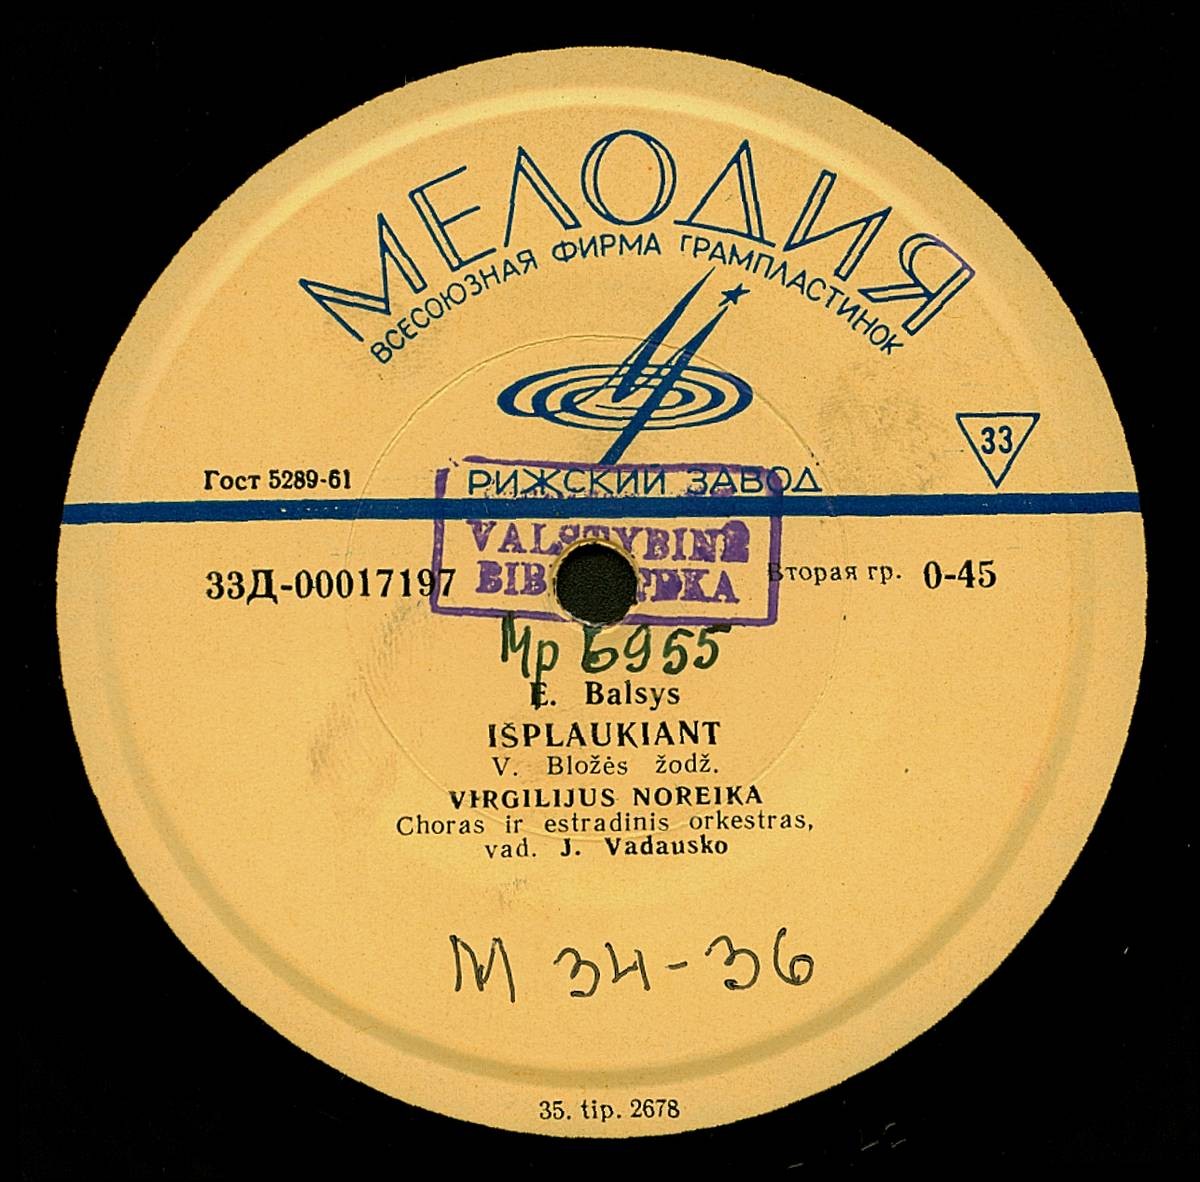 МЕЛОДИЯ
ВСЕСОЮЗНАЯ ФИРМА ГРАМПЛАСТИНОК
33
Гост 5289-61
РИЖСКИЙ ЗАВОД
VALSTYBINĖ
33Д-00017197
Вторая гр. 0-45
Мр 5955
E. Balsys
IŠPLAUKIANT
V. Bložės žodž.
VIRGILIJUS NOREIKA
Choras ir estradinis orkestras,
vad. J. Vadausko
M 34-36
35. tip. 2678